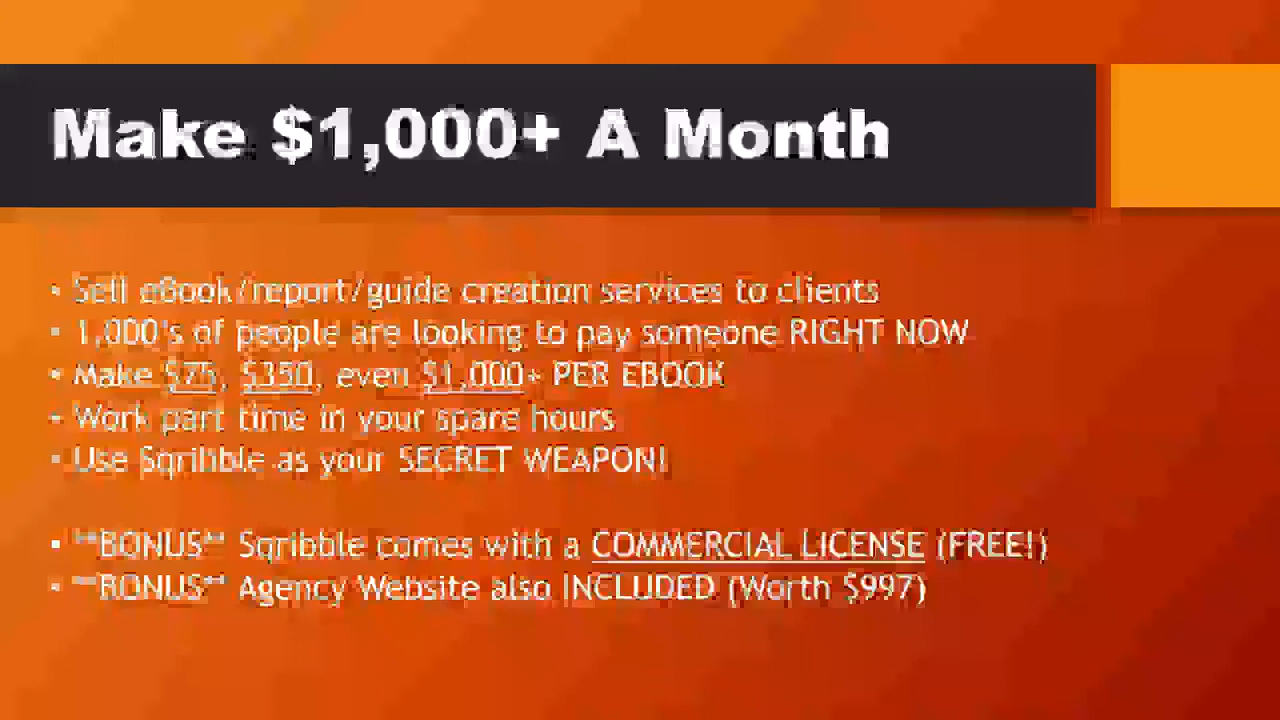 Make $1,000+ A Month
• Sell eBook/report/guide creation services to clients
• 1,000's of people are looking to pay someone RIGHT NOW
• Make $75, $350, even $1,000+ PER EBOOK
• Work part time in your spare hours
• Use Sqribble as your SECRET WEAPON!
• **BONUS** Sqribble comes with a COMMERCIAL LICENSE (FREE!)
• **BONUS** Agency Website also INCLUDED (Worth $997)